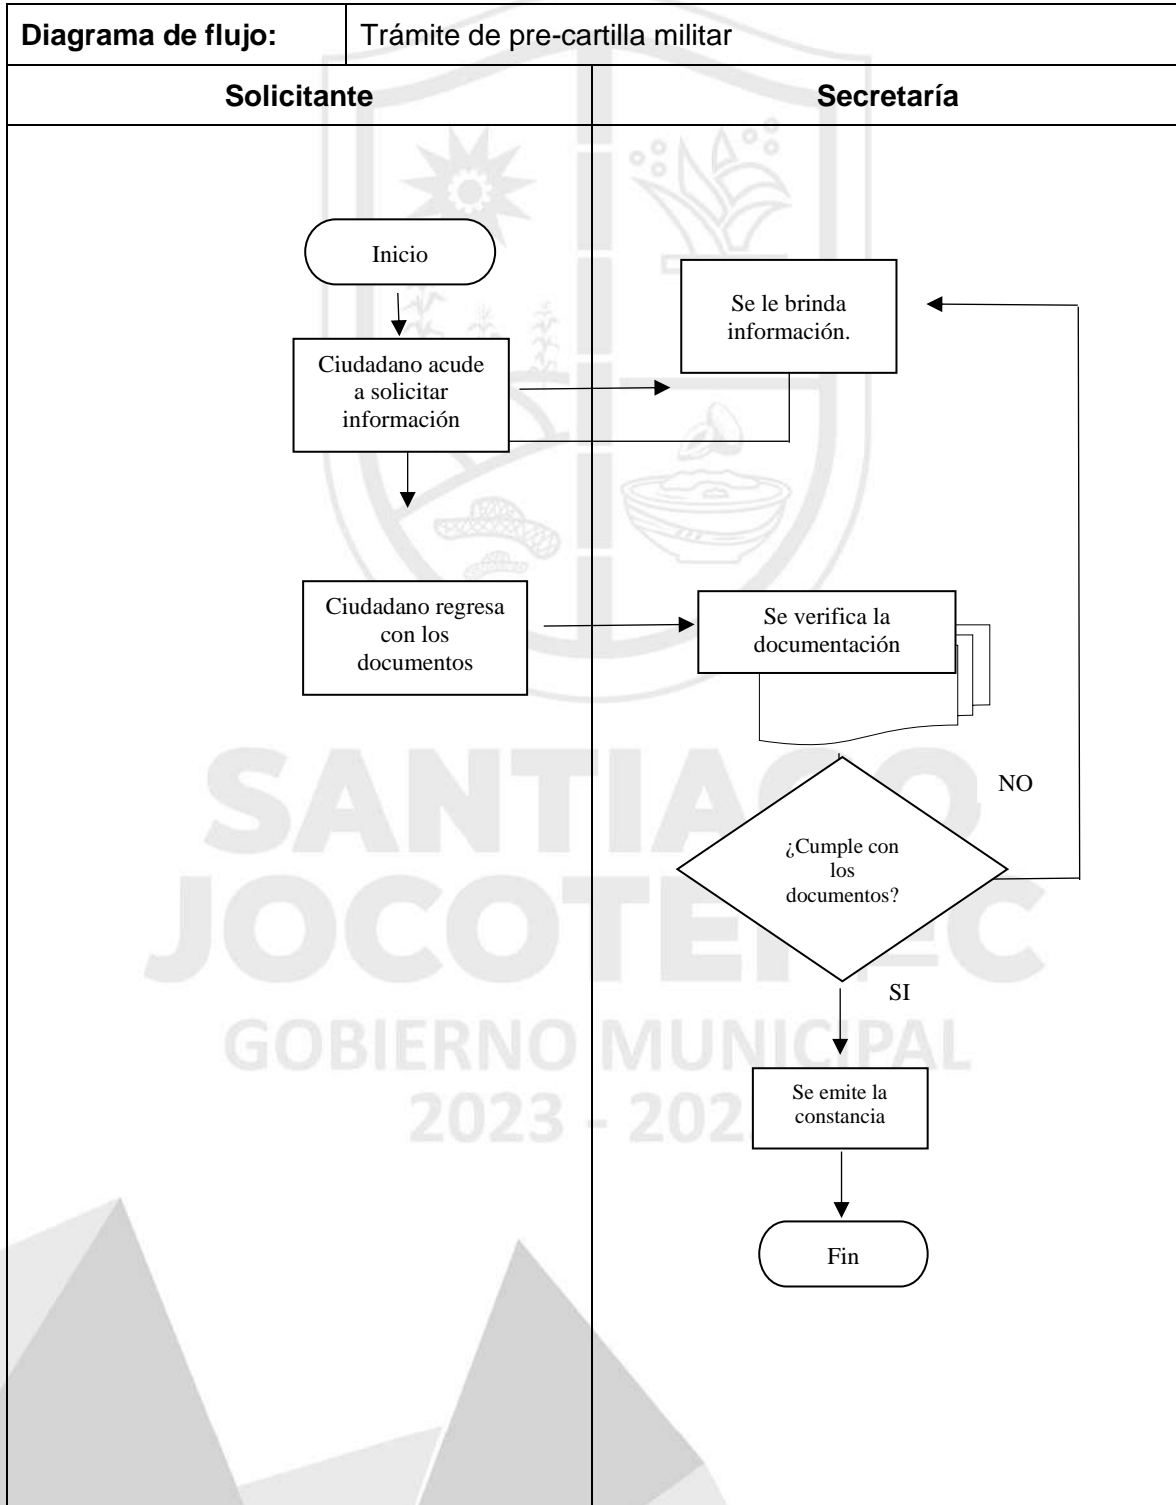 Diagrama de flujo:
Trámite de pre-cartilla militar
Solicitante
Secretaría
Inicio
Se le brinda
información.
Ciudadano acude
a solicitar
información
Ciudadano regresa
con los
documentos
Se verifica la
documentación
NO
¿Cumple con
los
documentos?
SI
Se emite la
constancia
Fin
SANTIAGO
JOCOTEPEC
GOBIERNO MUNICIPAL
2023 - 202